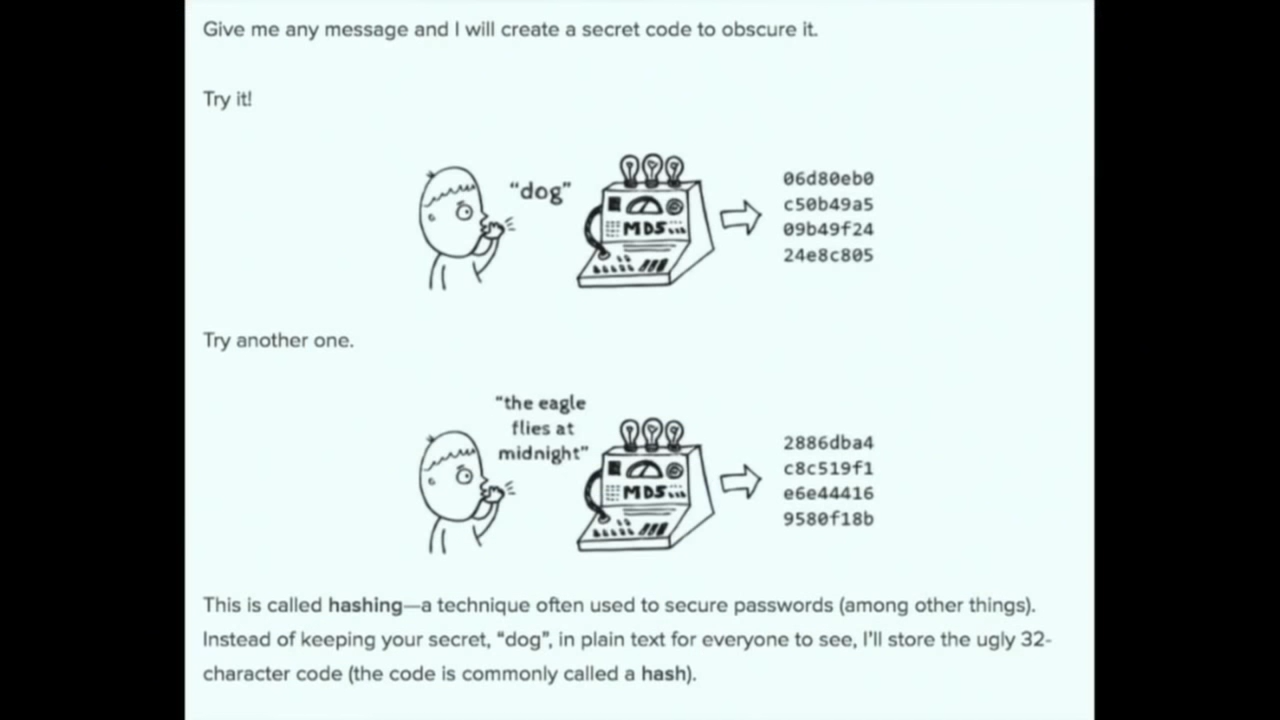 Give me any message and I will create a secret code to obscure it.
Try it!
“dog”
MD5
06d80eb0
c50b49a5
09b49f24
24e8c805
Try another one.
“the eagle
flies at
midnight”
MD5
2886dba4
c8c519f1
e6e44416
9580f18b
This is called hashing—a technique often used to secure passwords (among other things).
Instead of keeping your secret, “dog”, in plain text for everyone to see, I’ll store the ugly 32-
character code (the code is commonly called a hash).